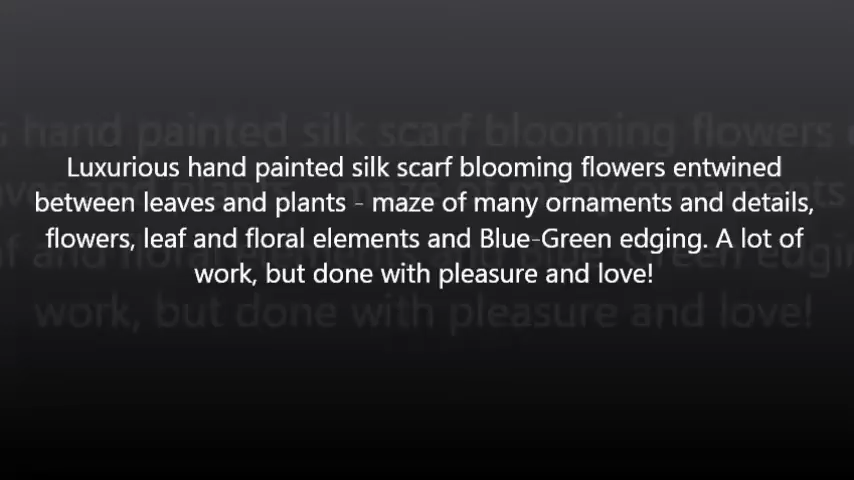 Luxurious hand painted silk scarf blooming flowers entwined
between leaves and plants - maze of many ornaments and details,
flowers, leaf and floral elements and Blue-Green edging. A lot of
work, but done with pleasure and love!